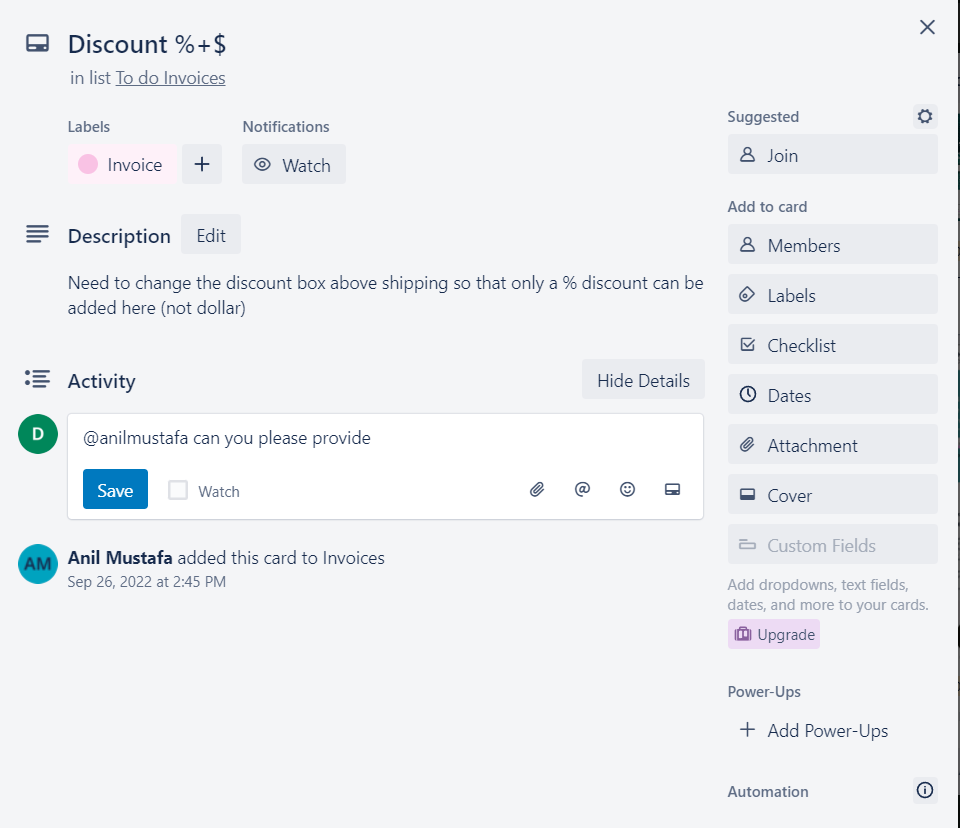 Discount %+$
in list To do Invoices
Labels
Notifications
Invoice
Watch
Description
Edit
Need to change the discount box above shipping so that only a % discount can be
added here (not dollar)
Activity
Hide Details
D
@anilmustafa can you please provide
Save
Watch
AM
Anil Mustafa added this card to Invoices
Sep 26, 2022 at 2:45 PM
Suggested
Join
Add to card
Members
Labels
Checklist
Dates
Attachment
Cover
Custom Fields
Add dropdowns, text fields,
dates, and more to your cards.
Upgrade
Power-Ups
Add Power-Ups
Automation